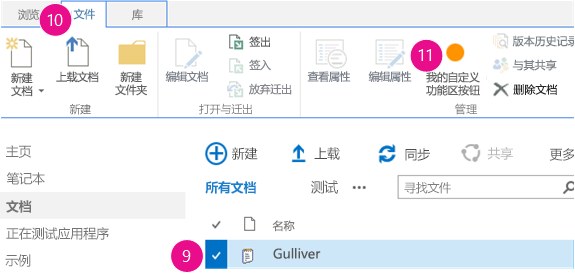 浏览 10 文件 库
新建文档 上载文档 新建文件夹 编辑文档 签出 签入 放弃迁出 查看属性 编辑属性 11 我的自定义功能区按钮 版本历史记录 与其共享 删除文档
新建 打开与迁出 管理
主页
笔记本
文档
正在测试应用程序
示例
新建 上载 同步 共享 更多
所有文档 测试 ••• 寻找文件
名称
9 Gulliver